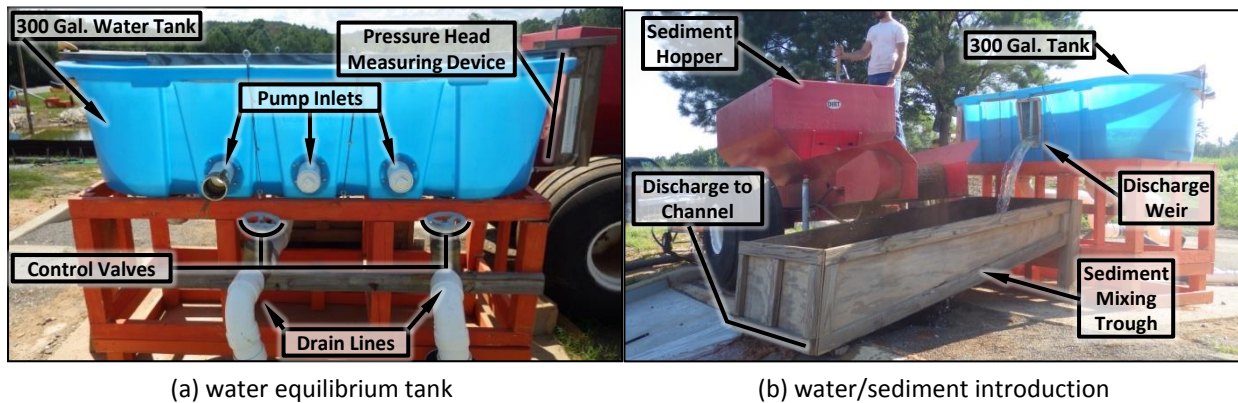 300 Gal. Water Tank
Pressure Head
Measuring Device
Pump Inlets
Control Valves
Drain Lines
Sediment
Hopper
300 Gal. Tank
DIRT
Discharge to
Channel
Discharge
Weir
Sediment
Mixing
Trough
(a) water equilibrium tank
(b) water/sediment introduction